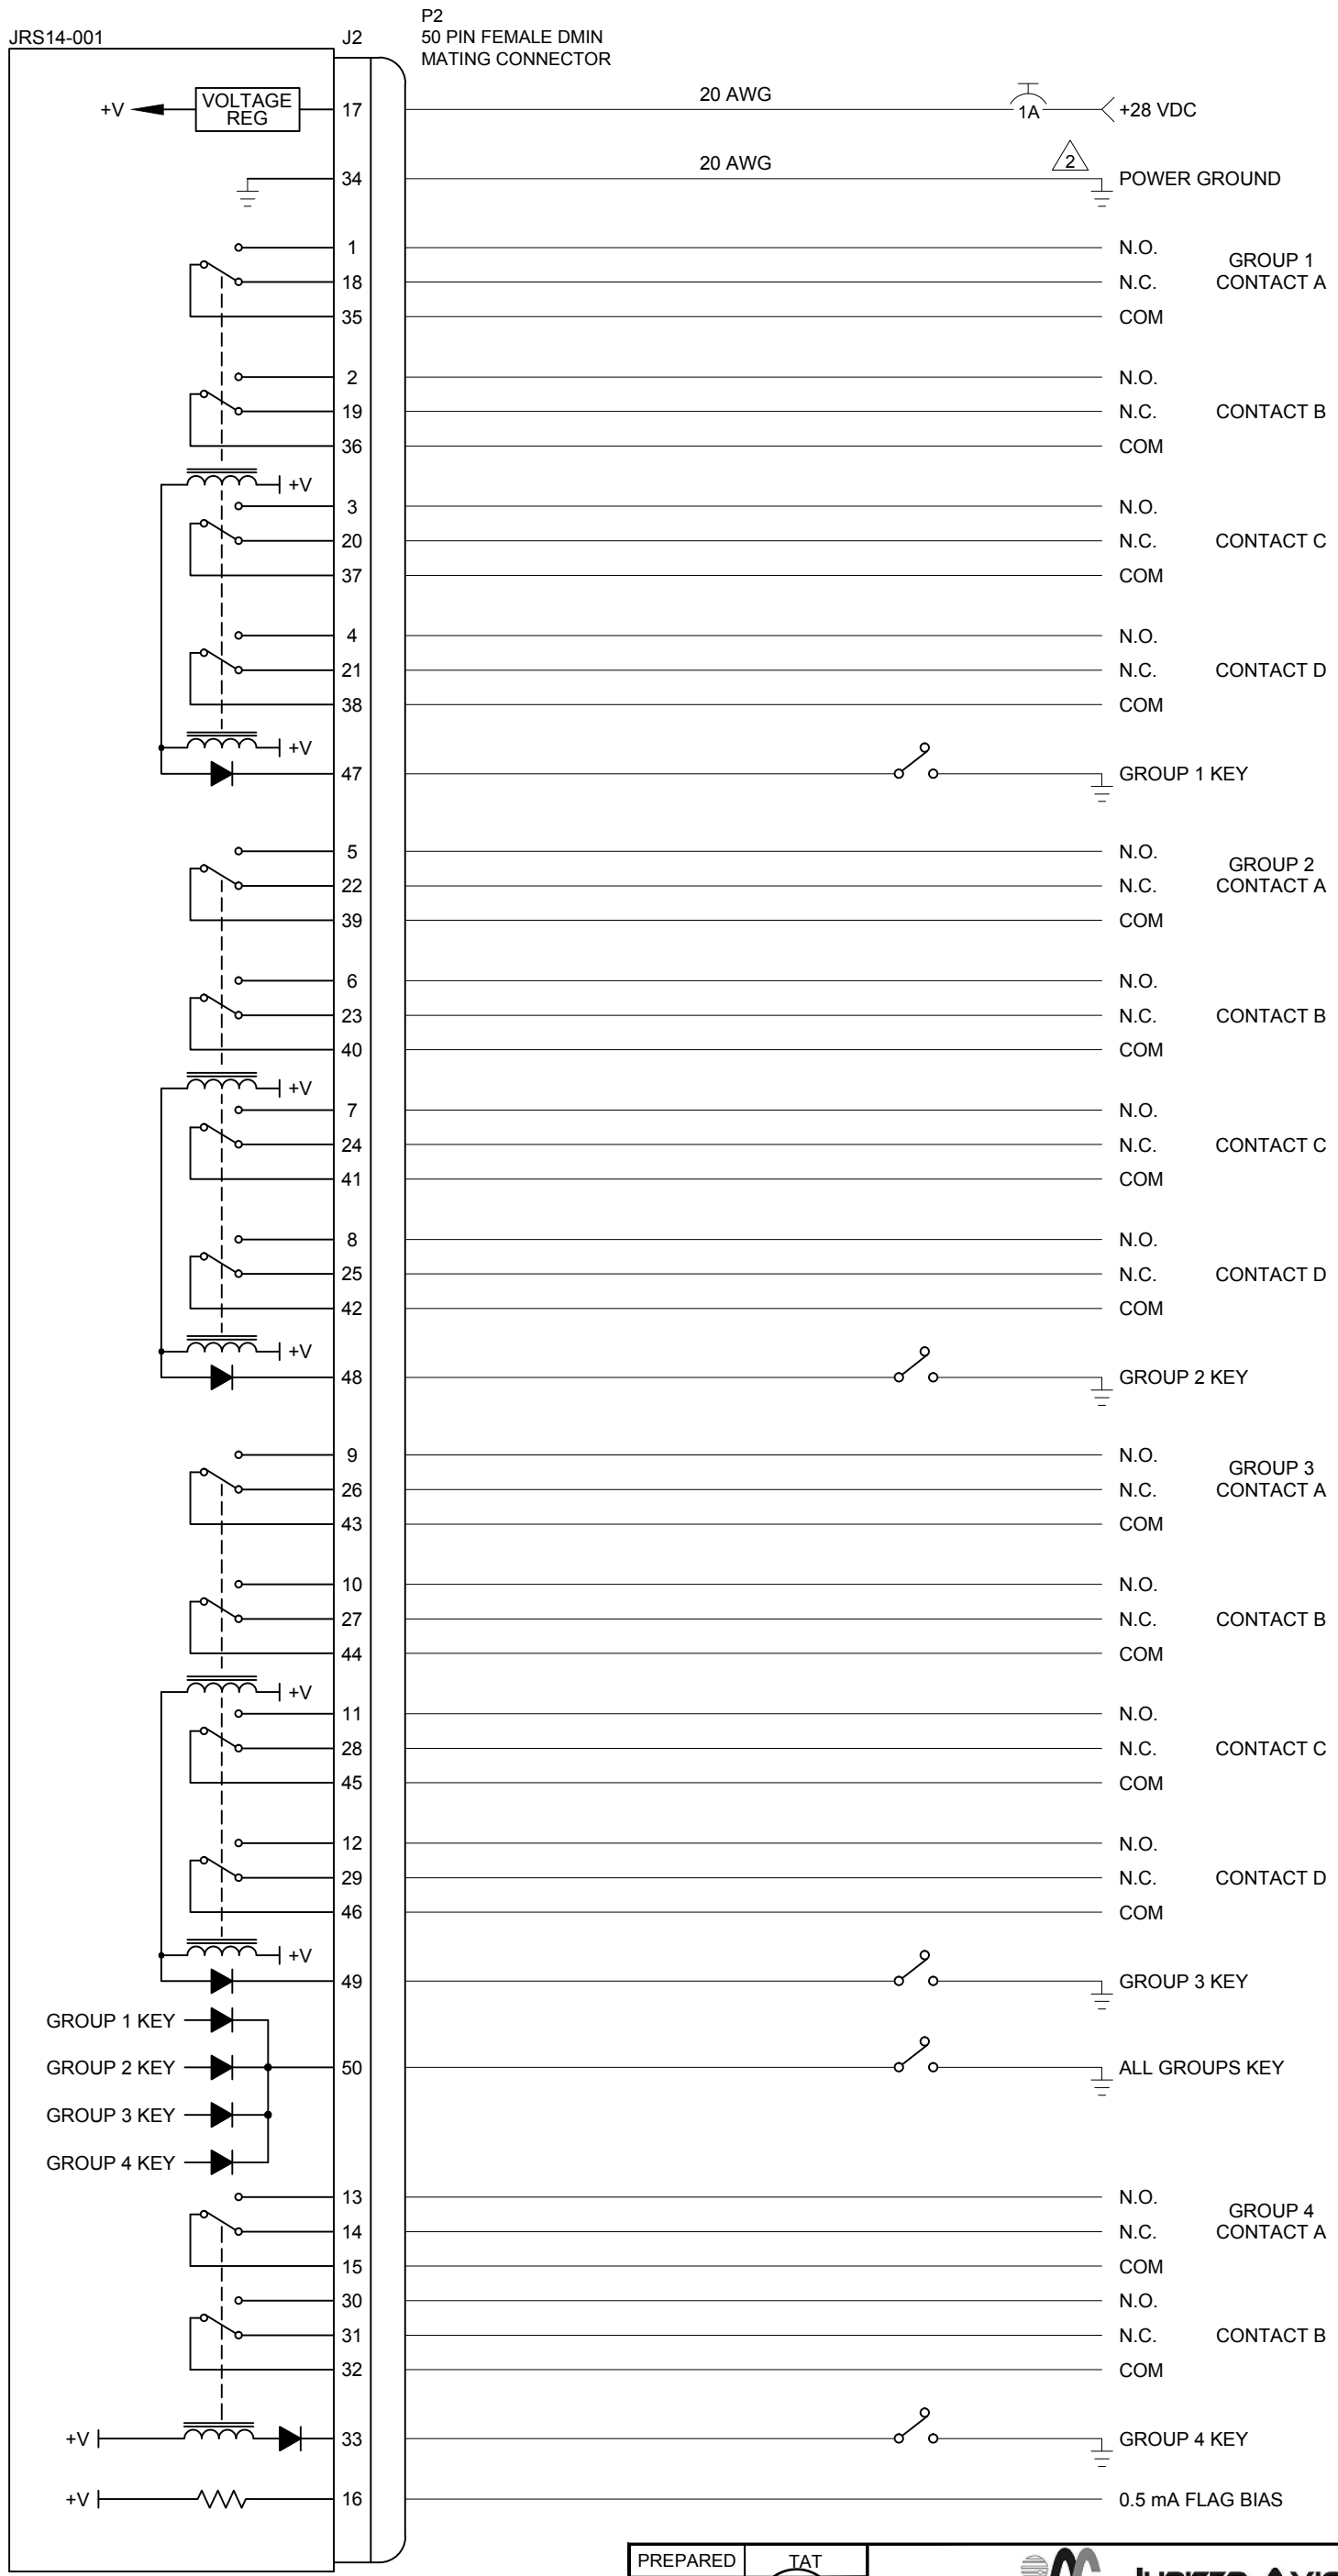 P2
JRS14-001 J2 50 PIN FEMALE DMIN
MATING CONNECTOR
+V VOLTAGE REG 17 20 AWG 1A +28 VDC
34 20 AWG 2 POWER GROUND
1 N.O. GROUP 1
18 N.C. CONTACT A
35 COM
2 N.O.
19 N.C. CONTACT B
36 COM
+V
3 N.O.
20 N.C. CONTACT C
37 COM
4 N.O.
21 N.C. CONTACT D
38 COM
+V
47 GROUP 1 KEY
5 N.O. GROUP 2
22 N.C. CONTACT A
39 COM
6 N.O.
23 N.C. CONTACT B
40 COM
+V
7 N.O.
24 N.C. CONTACT C
41 COM
8 N.O.
25 N.C. CONTACT D
42 COM
+V
48 GROUP 2 KEY
9 N.O. GROUP 3
26 N.C. CONTACT A
43 COM
10 N.O.
27 N.C. CONTACT B
44 COM
+V
11 N.O.
28 N.C. CONTACT C
45 COM
12 N.O.
29 N.C. CONTACT D
46 COM
+V
49 GROUP 3 KEY
GROUP 1 KEY
GROUP 2 KEY 50 ALL GROUPS KEY
GROUP 3 KEY
GROUP 4 KEY
13 N.O. GROUP 4
14 N.C. CONTACT A
15 COM
30 N.O.
31 N.C. CONTACT B
32 COM
+V 33 GROUP 4 KEY
+V 16 0.5 mA FLAG BIAS
PREPARED TAT